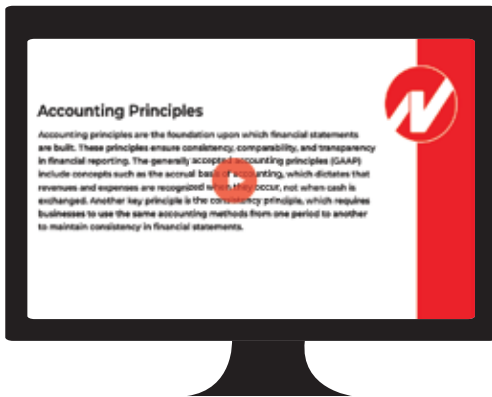 Accounting Principles
Accounting principles are the foundation upon which financial statements
are built. These principles ensure consistency, comparability, and transparency
in financial reporting. The generally accepted accounting principles (GAAP)
include concepts such as the accrual basis of accounting, which dictates that
revenues and expenses are recognized when they occur, not when cash is
exchanged. Another key principle is the consistency principle, which requires
businesses to use the same accounting methods from one period to another
to maintain consistency in financial statements.